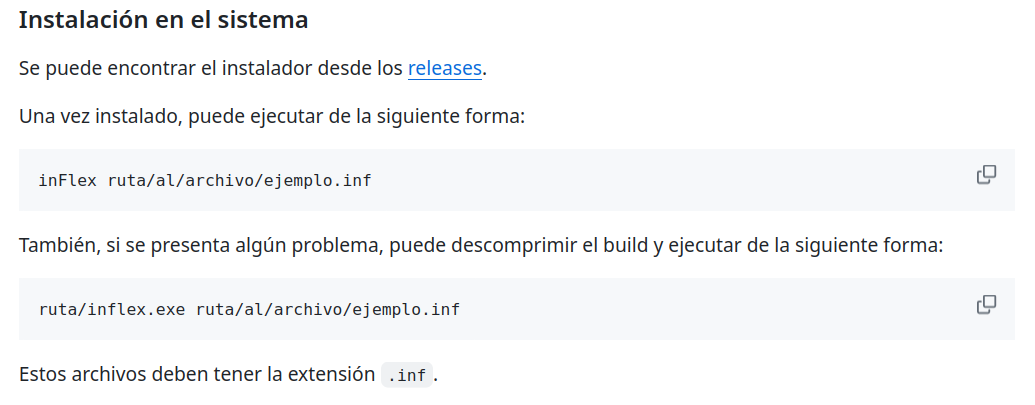 Instalación en el sistema
Se puede encontrar el instalador desde los releases.
Una vez instalado, puede ejecutar de la siguiente forma:
inFlex ruta/al/archivo/ejemplo.inf
También, si se presenta algún problema, puede descomprimir el build y ejecutar de la siguiente forma:
ruta/inflex.exe ruta/al/archivo/ejemplo.inf
Estos archivos deben tener la extensión .inf.